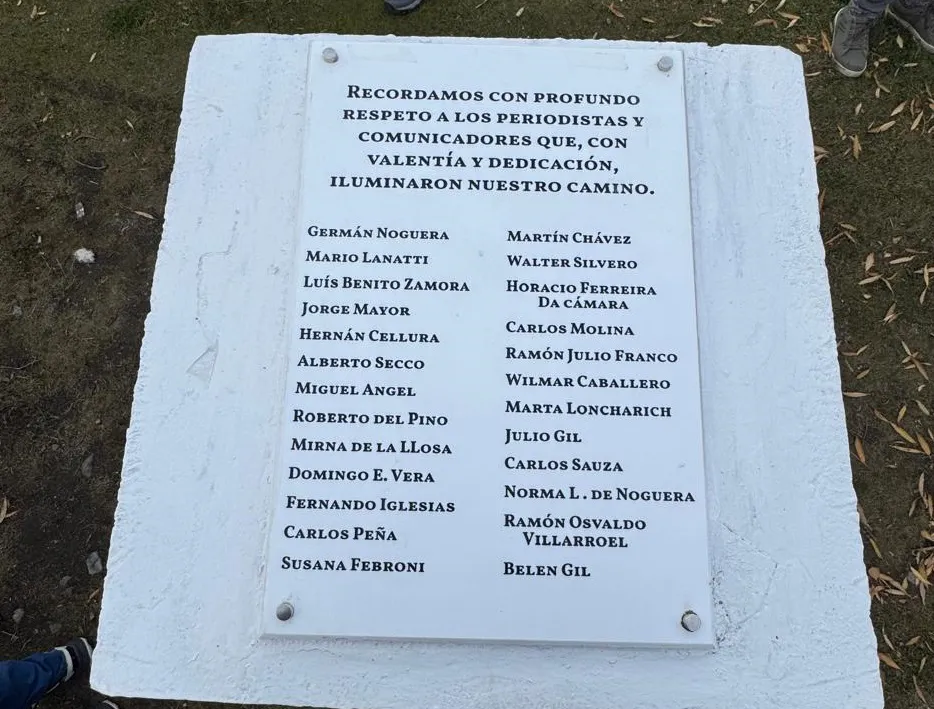 RECORDAMOS CON PROFUNDO
RESPETO A LOS PERIODISTAS Y
COMUNICADORES QUE, CON
VALENTÍA Y DEDICACIÓN,
ILUMINARON NUESTRO CAMINO.
GERMÁN NOGUERA
MARIO LANATTI
LUÍS BENITO ZAMORA
JORGE MAYOR
HERNÁN CELLURA
ALBERTO SECCO
MIGUEL ANGEL
ROBERTO DEL PINO
MIRNA DE LA LLOSA
DOMINGO E. VERA
FERNANDO IGLESIAS
CARLOS PEÑA
SUSANA FEBRONI
MARTÍN CHÁVEZ
WALTER SILVERO
HORACIO FERREIRA
DA CÁMARA
CARLOS MOLINA
RAMÓN JULIO FRANCO
WILMAR CABALLERO
MARTA LONCHARICH
JULIO GIL
CARLOS SAUZA
NORMA L. DE NOGUERA
RAMÓN OSVALDO
VILLARROEL
BELEN GIL